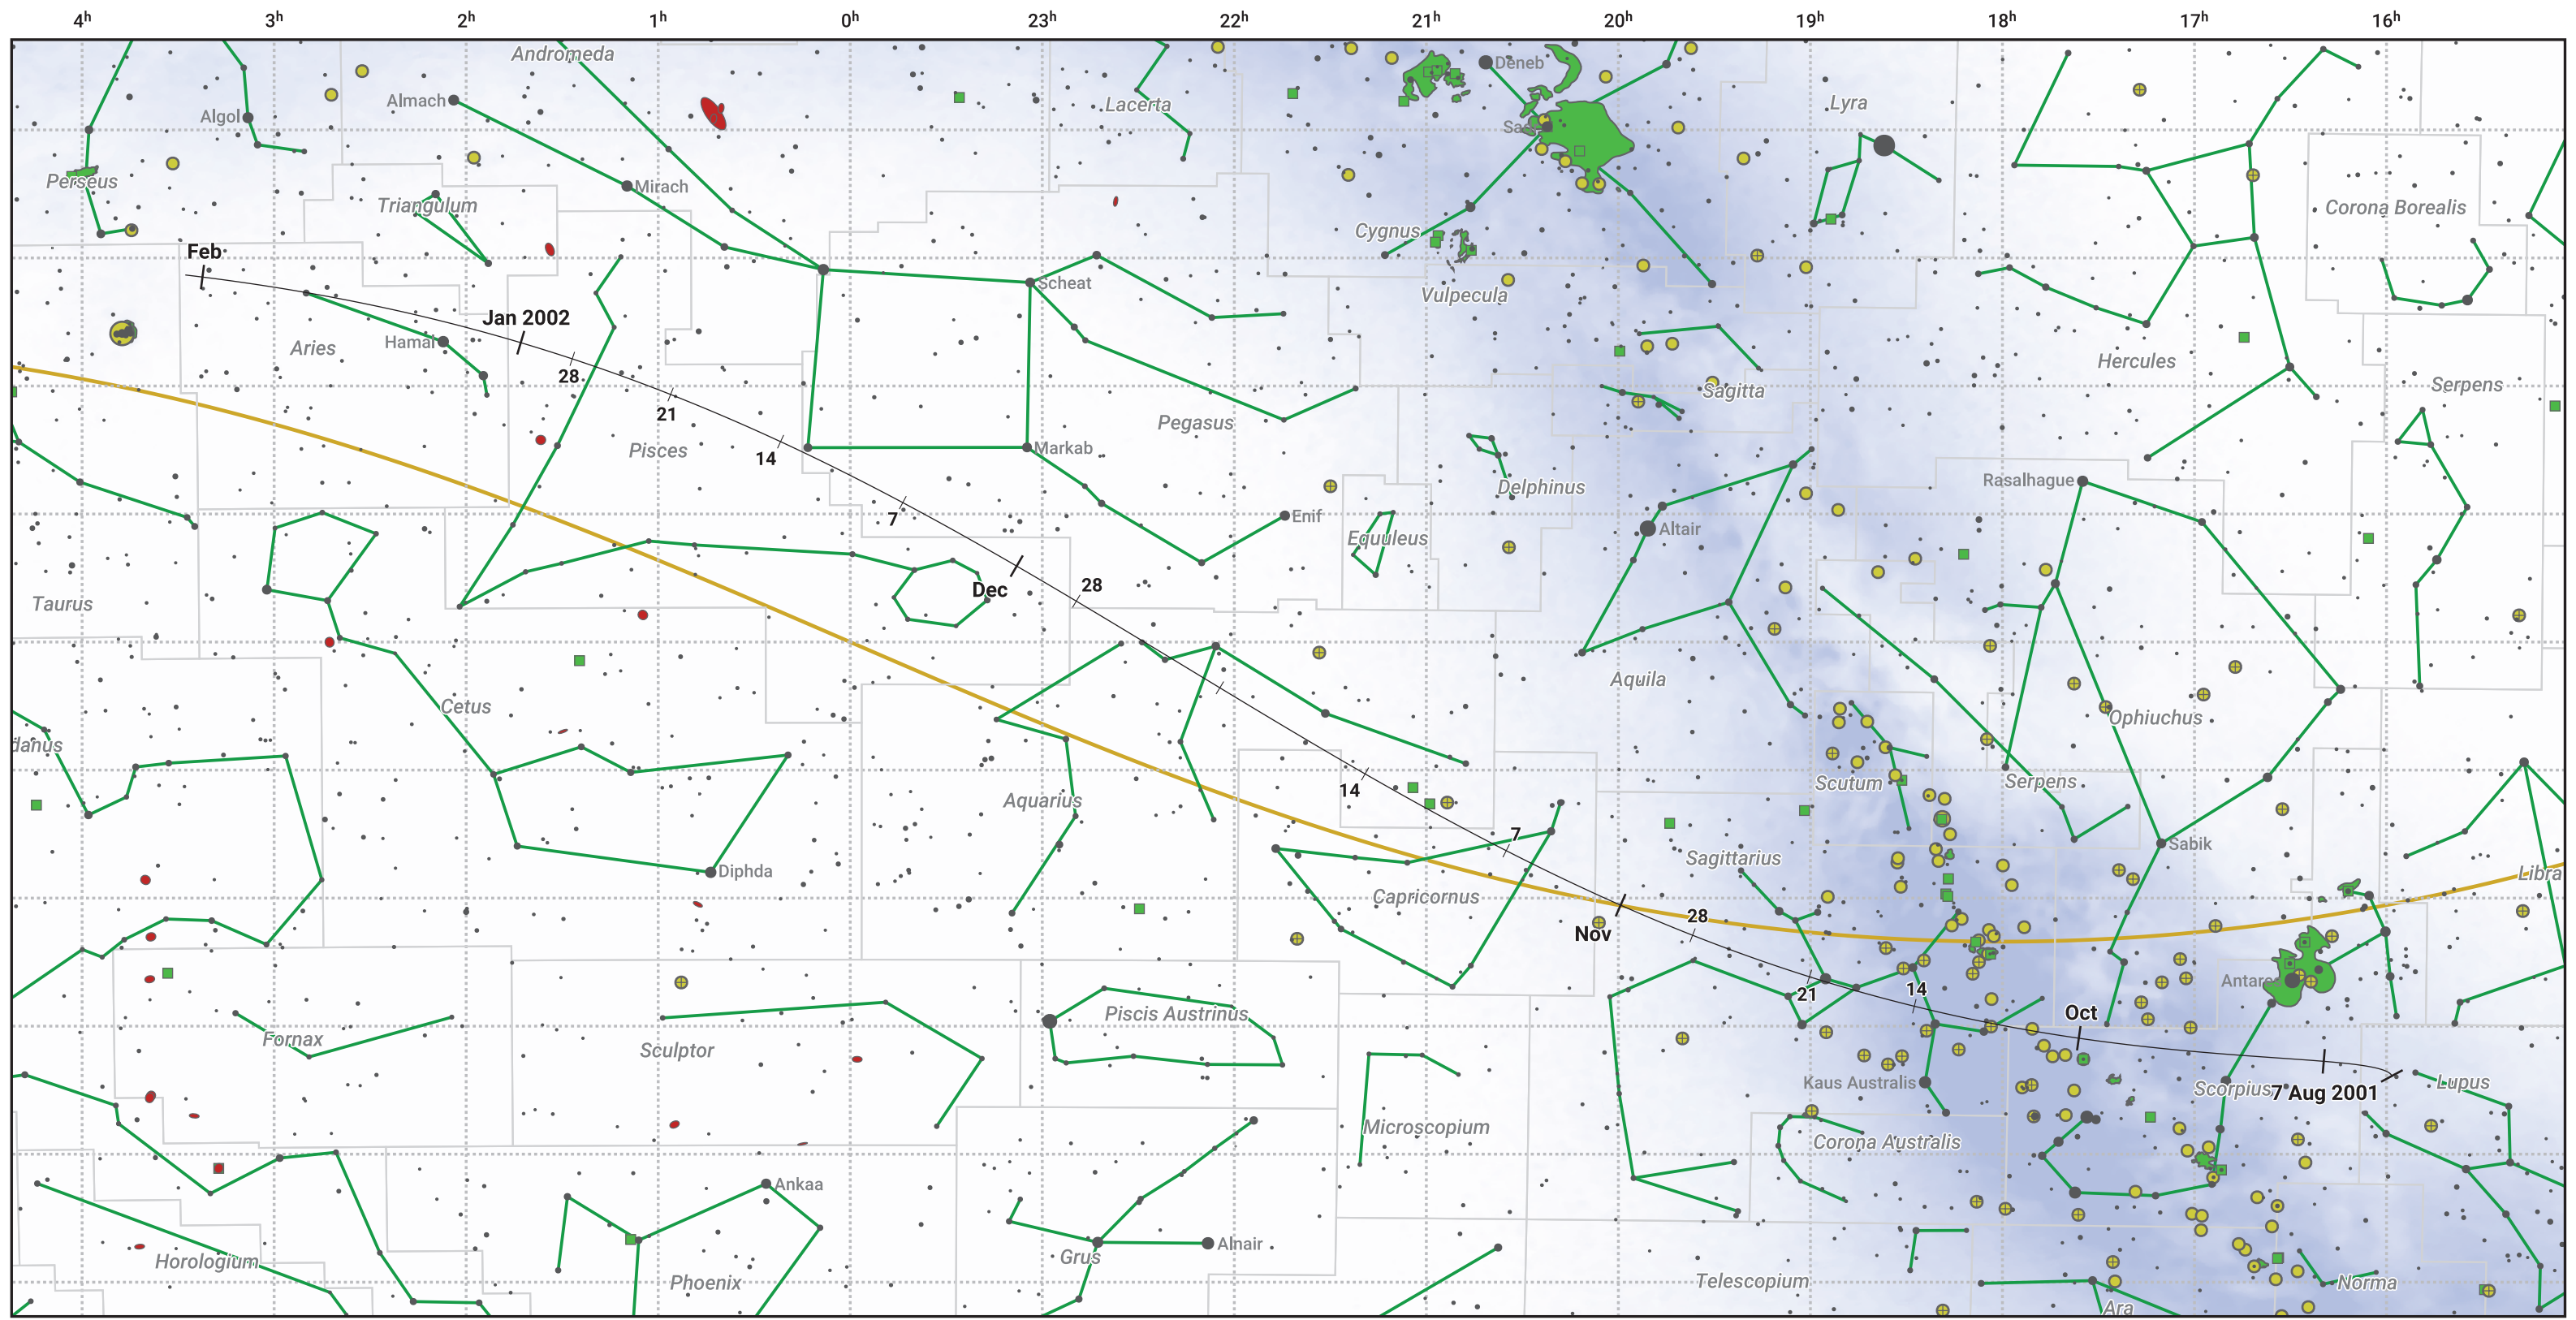 4h 3h 2h 1h 0h 23h 22h 21h 20h 19h 18h 17h 16h
Andromeda
Deneb
Almach
Lacerta
Lyra
Algol
Perseus
Mirach
Triangulum
Corona Borealis
Cygnus
Feb
Scheat
Vulpecula
Jan 2002
Hamal
Aries
Hercules
28
Sagitta
Serpens
21
Pegasus
Pisces
14
Markab
Rasalhague
Delphinus
7
Enif
Altair
Equuleus
Dec
28
Taurus
Aquila
Cetus
Ophiuchus
danus
Scutum
Serpens
14
Aquarius
7
Sabik
Sagittarius
Diphda
Libra
Capricornus
28
Nov
Antares
21
14
Piscis Austrinus
Oct
Fornax
Sculptor
Kaus Australis
Scorpius
7 Aug 2001
Lupus
Microscopium
Corona Australis
Ankaa
Alnair
Grus
Horologium
Phoenix
Telescopium
Norma
Ara